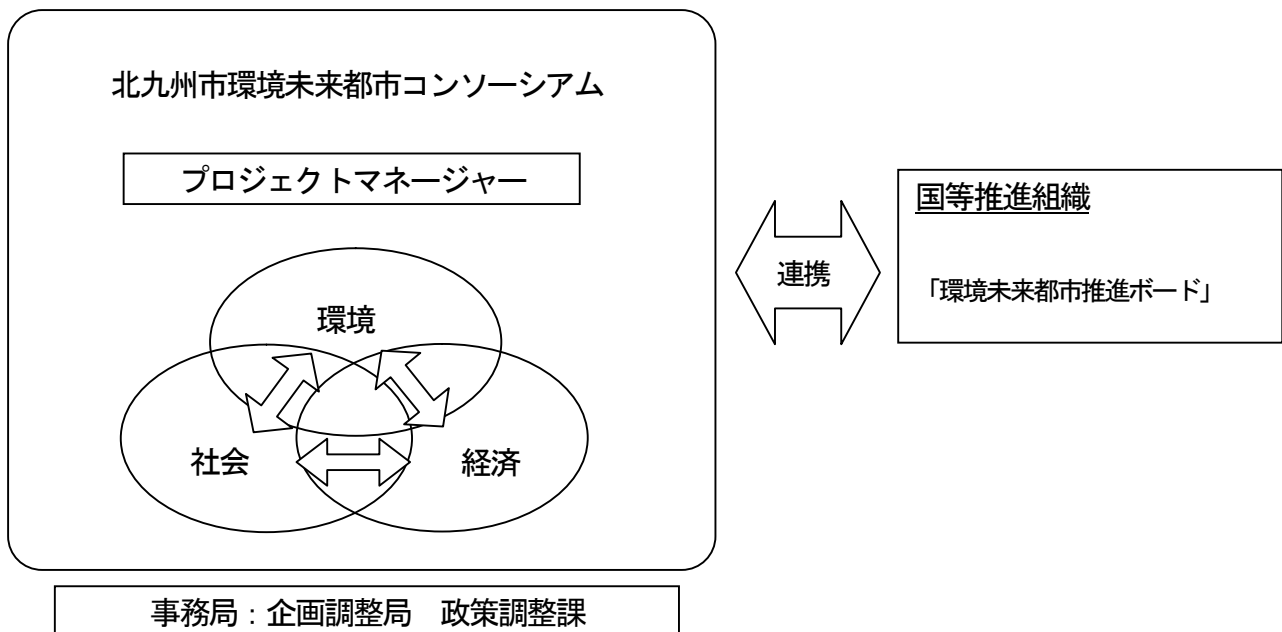 北九州市環境未来都市コンソーシアム
プロジェクトマネージャー
環境
社会
経済
連携
国等推進組織
「環境未来都市推進ボード」
事務局：企画調整局　政策調整課